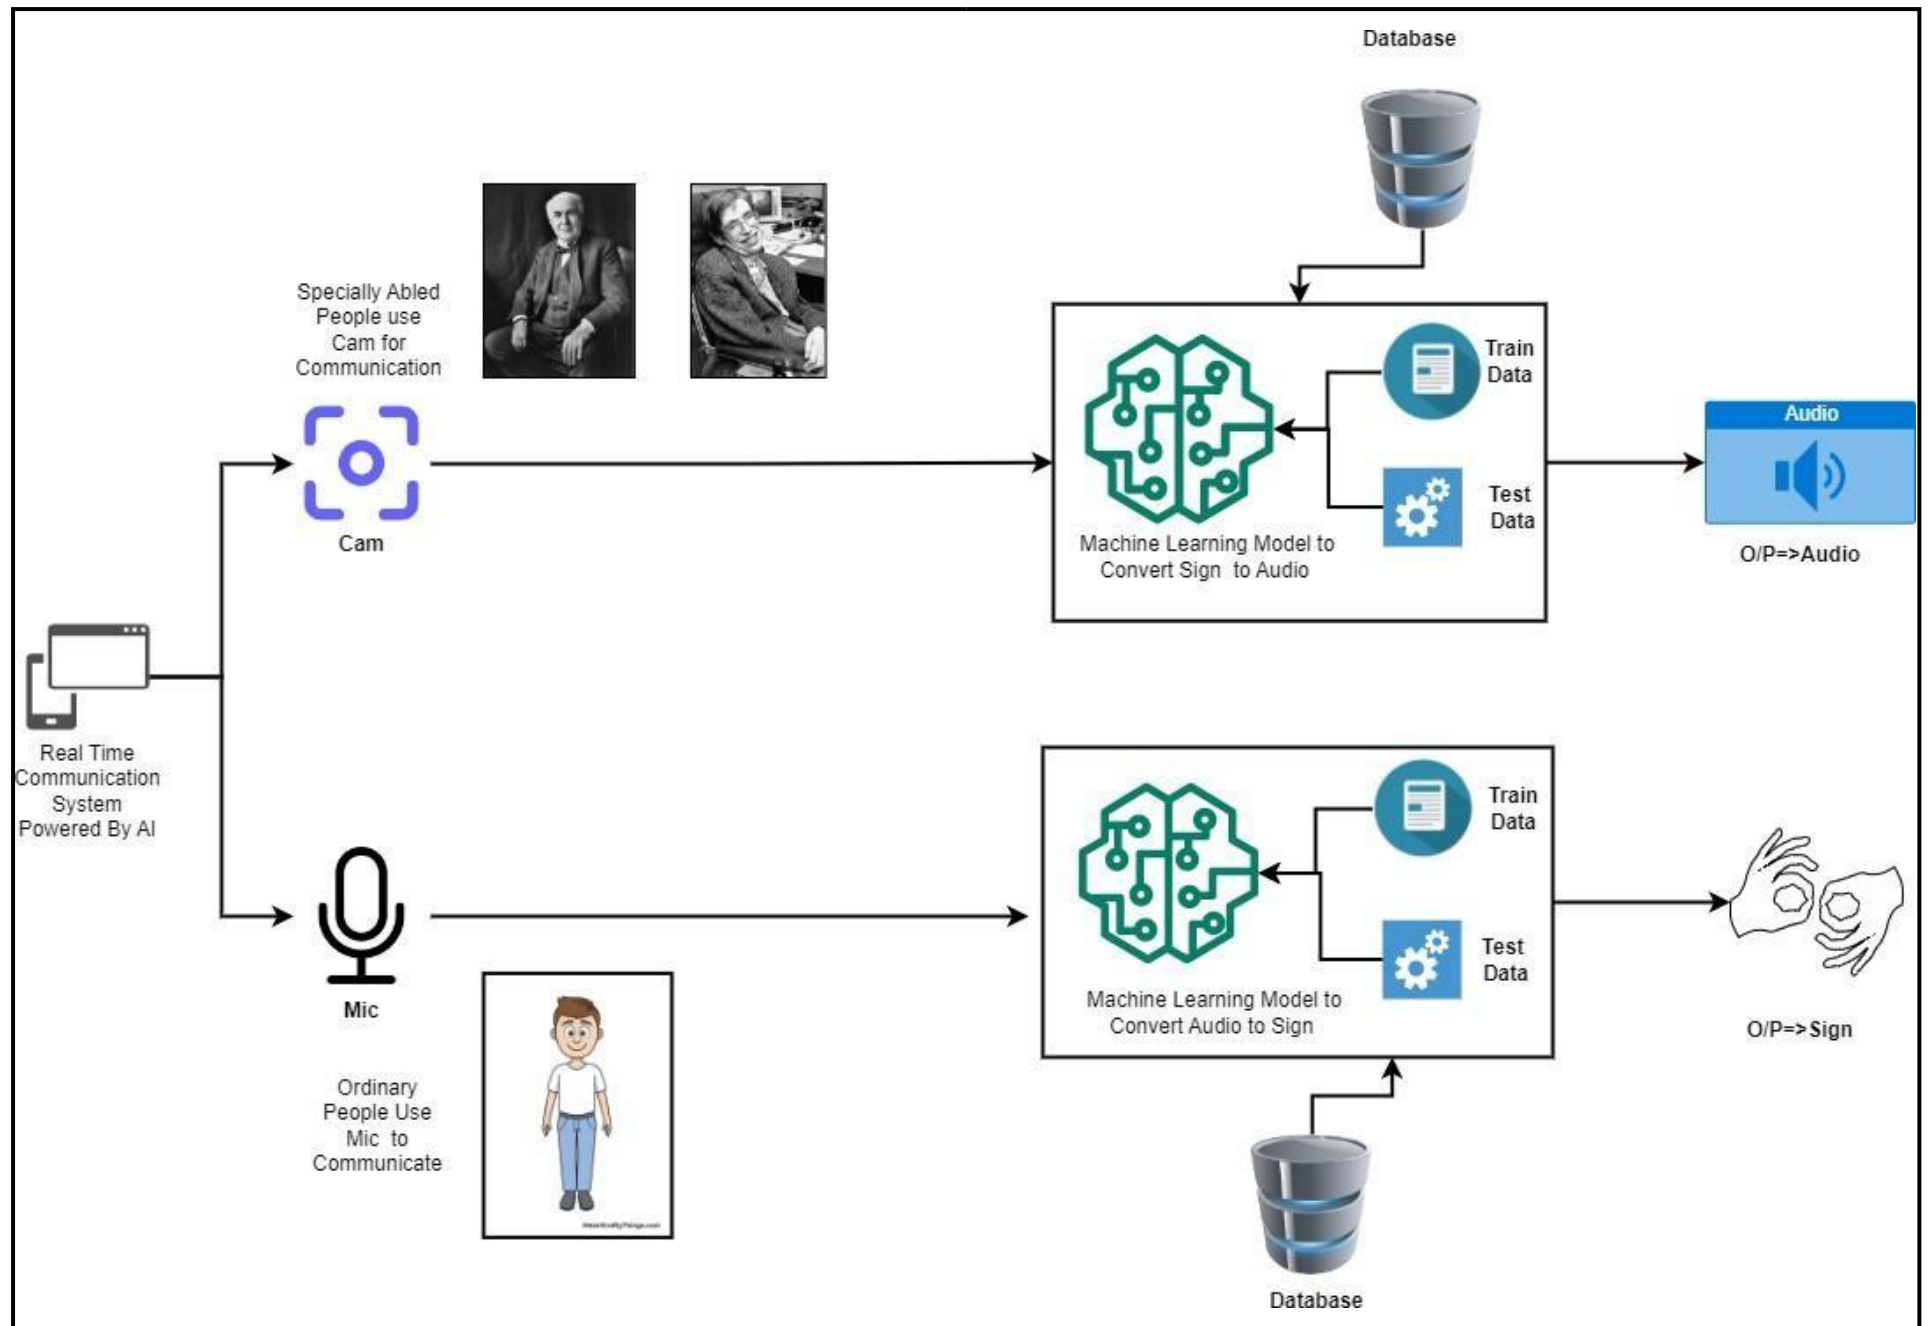 Database
Specially Abled
People use
Cam for
Communication
Cam
Train
Data
Test
Data
Machine Learning Model to
Convert Sign to Audio
Audio
O/P=>Audio
Real Time
Communication
System
Powered By AI
Mic
Ordinary
People Use
Mic to
Communicate
Train
Data
Test
Data
Machine Learning Model to
Convert Audio to Sign
O/P=>Sign
Database